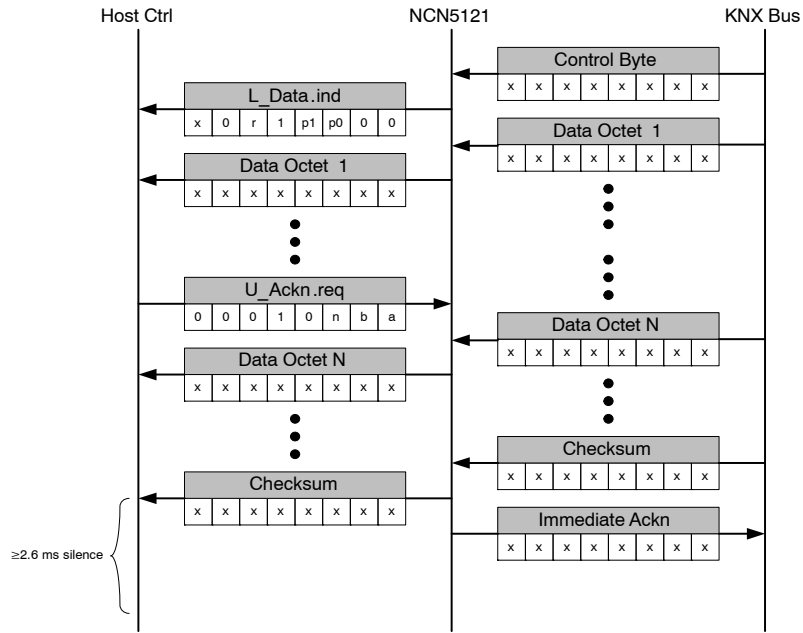 Host Ctrl NCN5121 KNX Bus
Control Byte
x x x x x x x x
L_Data.ind
x 0 r 1 p1 p0 0 0
Data Octet 1
x x x x x x x x
Data Octet 1
x x x x x x x x
U_Ackn.req
0 0 0 1 0 n b a
Data Octet N
x x x x x x x x
Data Octet N
x x x x x x x x
Checksum
x x x x x x x x
Checksum
x x x x x x x x
Immediate Ackn
x x x x x x x x
≥2.6 ms silence